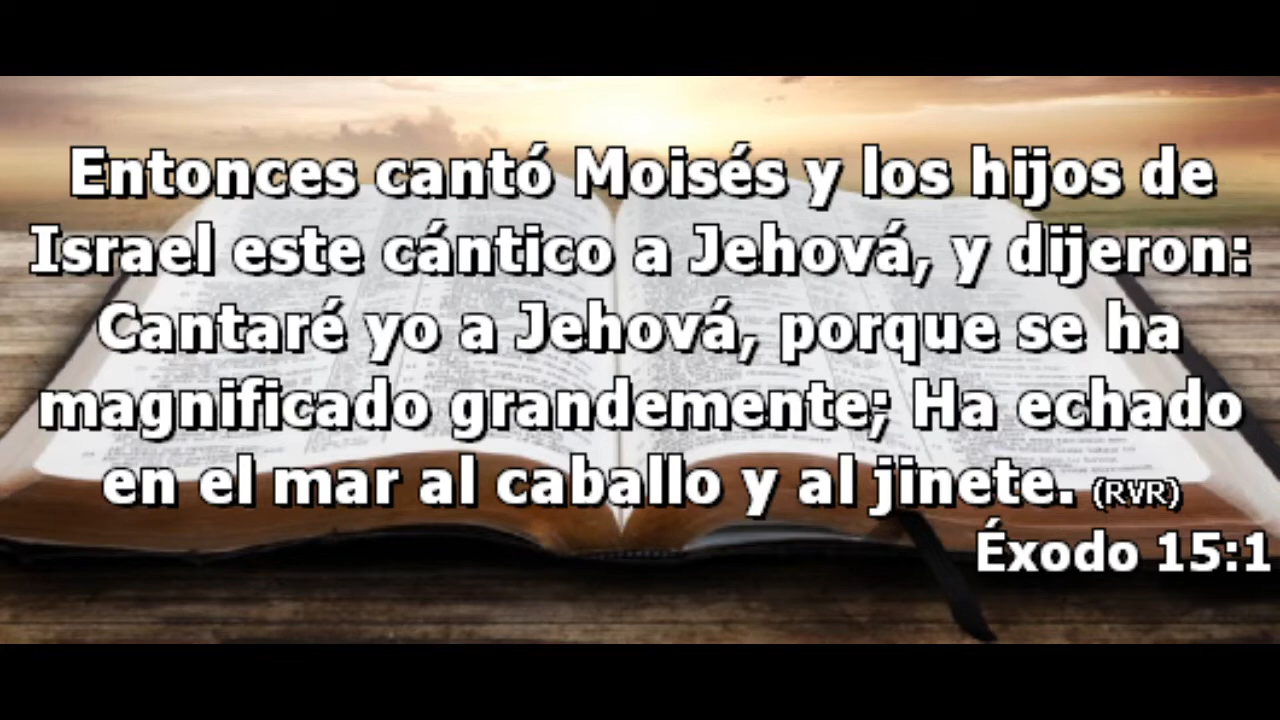 Entonces cantó Moisés y los hijos de
Israel este cántico a Jehová, y dijeron:
Cantaré yo a Jehová, porque se ha
magnificado grandemente; Ha echado
en el mar al caballo y al jinete. (RVR)
Éxodo 15:1